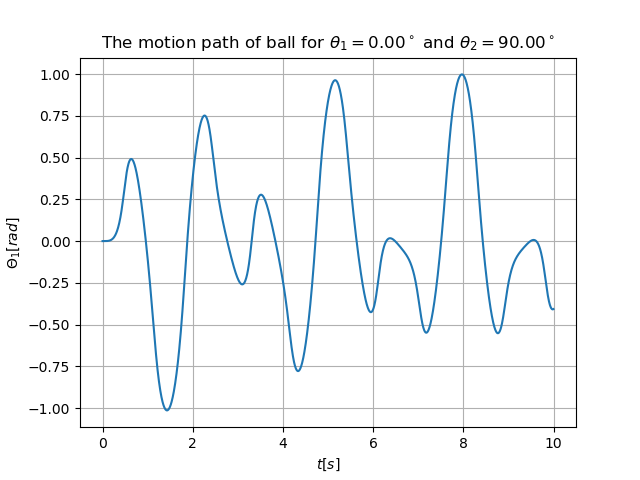 The motion path of ball for θ₁ = 0.00° and θ₂ = 90.00°
1.00
0.75
0.50
0.25
0.00
−0.25
−0.50
−0.75
−1.00
Θ₁[rad]
0 2 4 6 8 10
t[s]